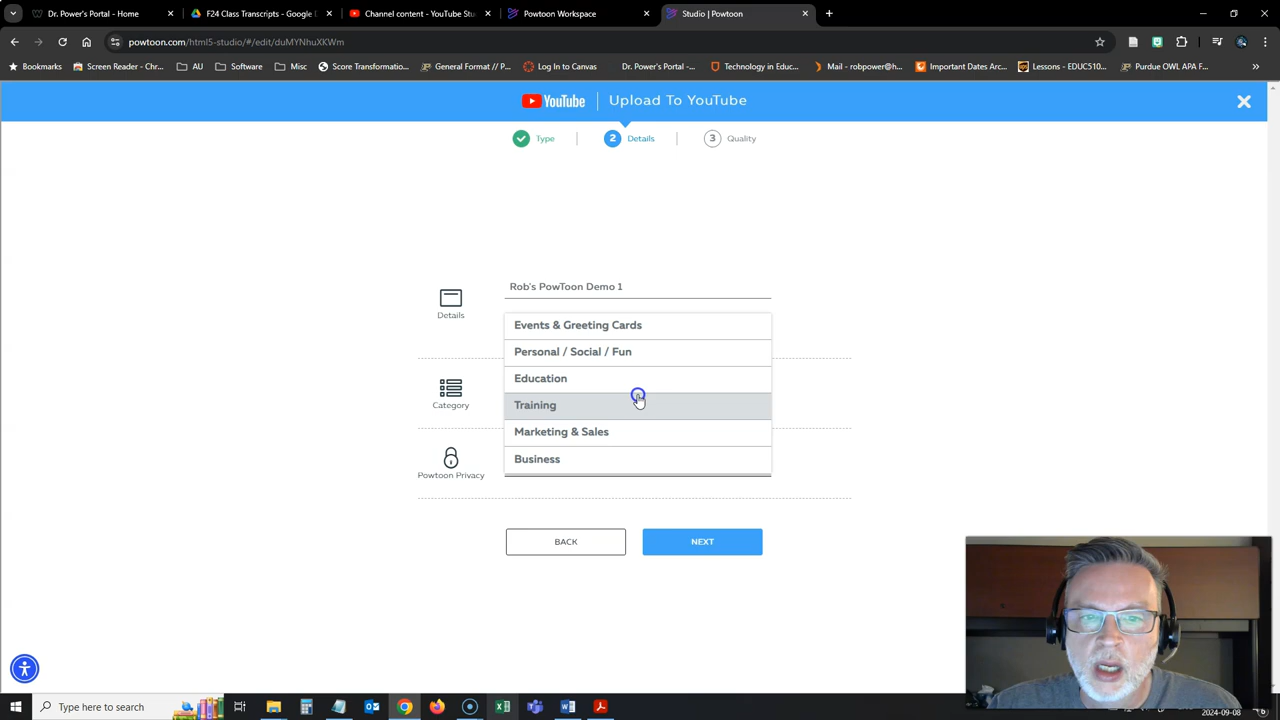 Dr. Power's Portal - Home
F24 Class Transcripts - Google D
Channel content - YouTube Stu
Powtoon Workspace
Studio | Powtoon
powtoon.com/html5-studio/#/edit/duMYNhuXKWm
Bookmarks
Screen Reader - Chr...
AU
Software
Misc
Score Transformatio...
General Format // P...
Log In to Canvas
Dr. Power's Portal -...
Technology in Educ...
Mail - robpower@h...
Important Dates Arc...
Lessons - EDUC510...
Purdue OWL APA F...
YouTube
Upload To YouTube
Type
2
Details
3
Quality
Rob's PowToon Demo 1
Details
Events & Greeting Cards
Personal / Social / Fun
Education
Category
Training
Marketing & Sales
Business
Powtoon Privacy
BACK
NEXT
Type here to search
2024-09-08